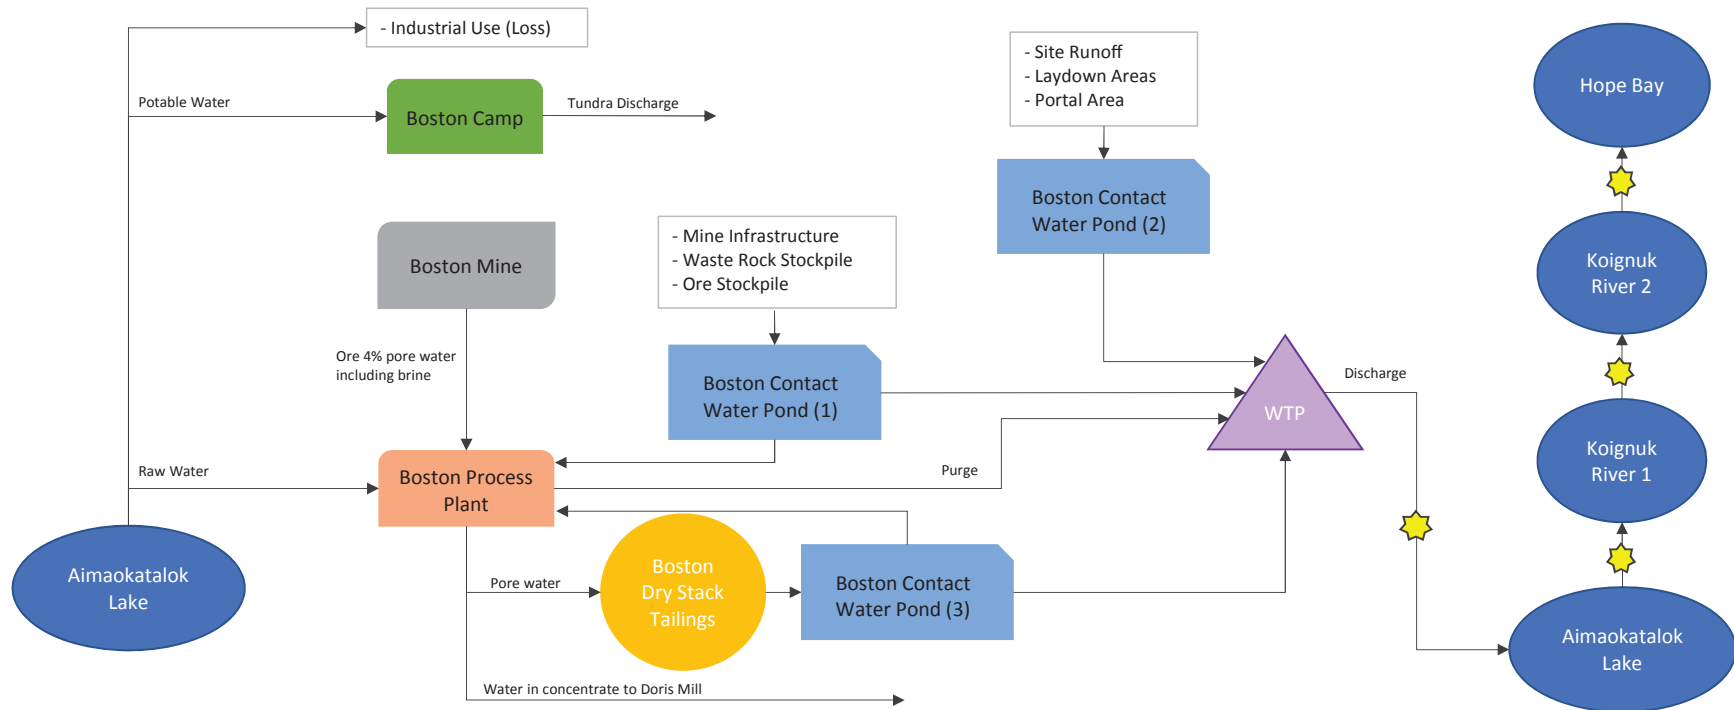 - Industrial Use (Loss)
Potable Water
Boston Camp
Tundra Discharge
- Site Runoff
- Laydown Areas
- Portal Area
Hope Bay
Boston Contact
Water Pond (2)
Boston Mine
- Mine Infrastructure
- Waste Rock Stockpile
- Ore Stockpile
Koignuk
River 2
Ore 4% pore water
including brine
Boston Contact
Water Pond (1)
WTP
Discharge
Koignuk
River 1
Raw Water
Boston Process
Plant
Purge
Aimaokatalok
Lake
Pore water
Boston
Dry Stack
Tailings
Boston Contact
Water Pond (3)
Aimaokatalok
Lake
Water in concentrate to Doris Mill